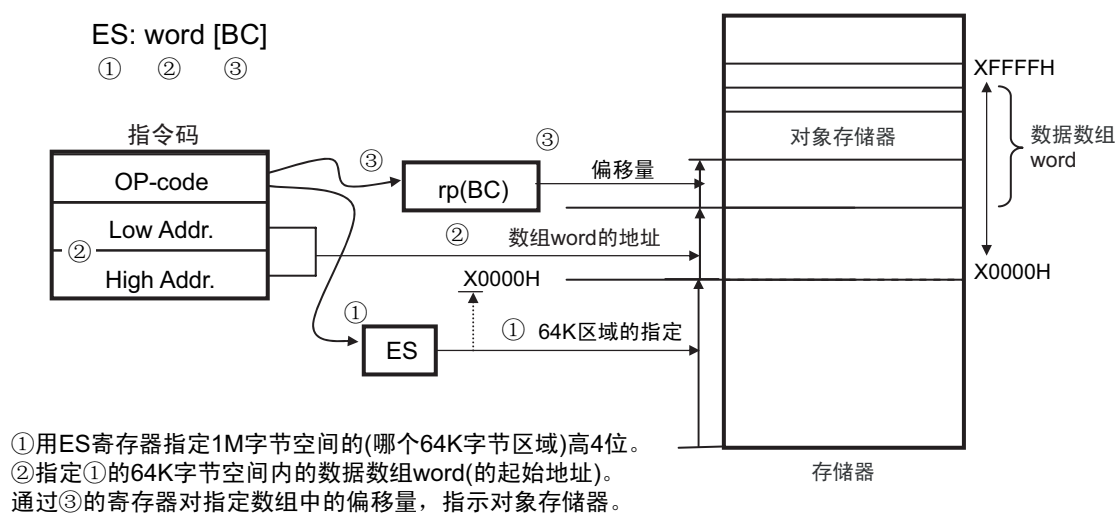 ES: word [BC]
① ② ③
指令码
OP-code
Low Addr.
②
High Addr.
③
rp(BC)
③
偏移量
②
数组word的地址
X0000H
①
ES
① 64K区域的指定
对象存储器
XFFFFH
数据数组
word
X0000H
存储器
①用ES寄存器指定1M字节空间的(哪个64K字节区域)高4位。
②指定①的64K字节空间内的数据数组word(的起始地址)。
通过③的寄存器对指定数组中的偏移量，指示对象存储器。